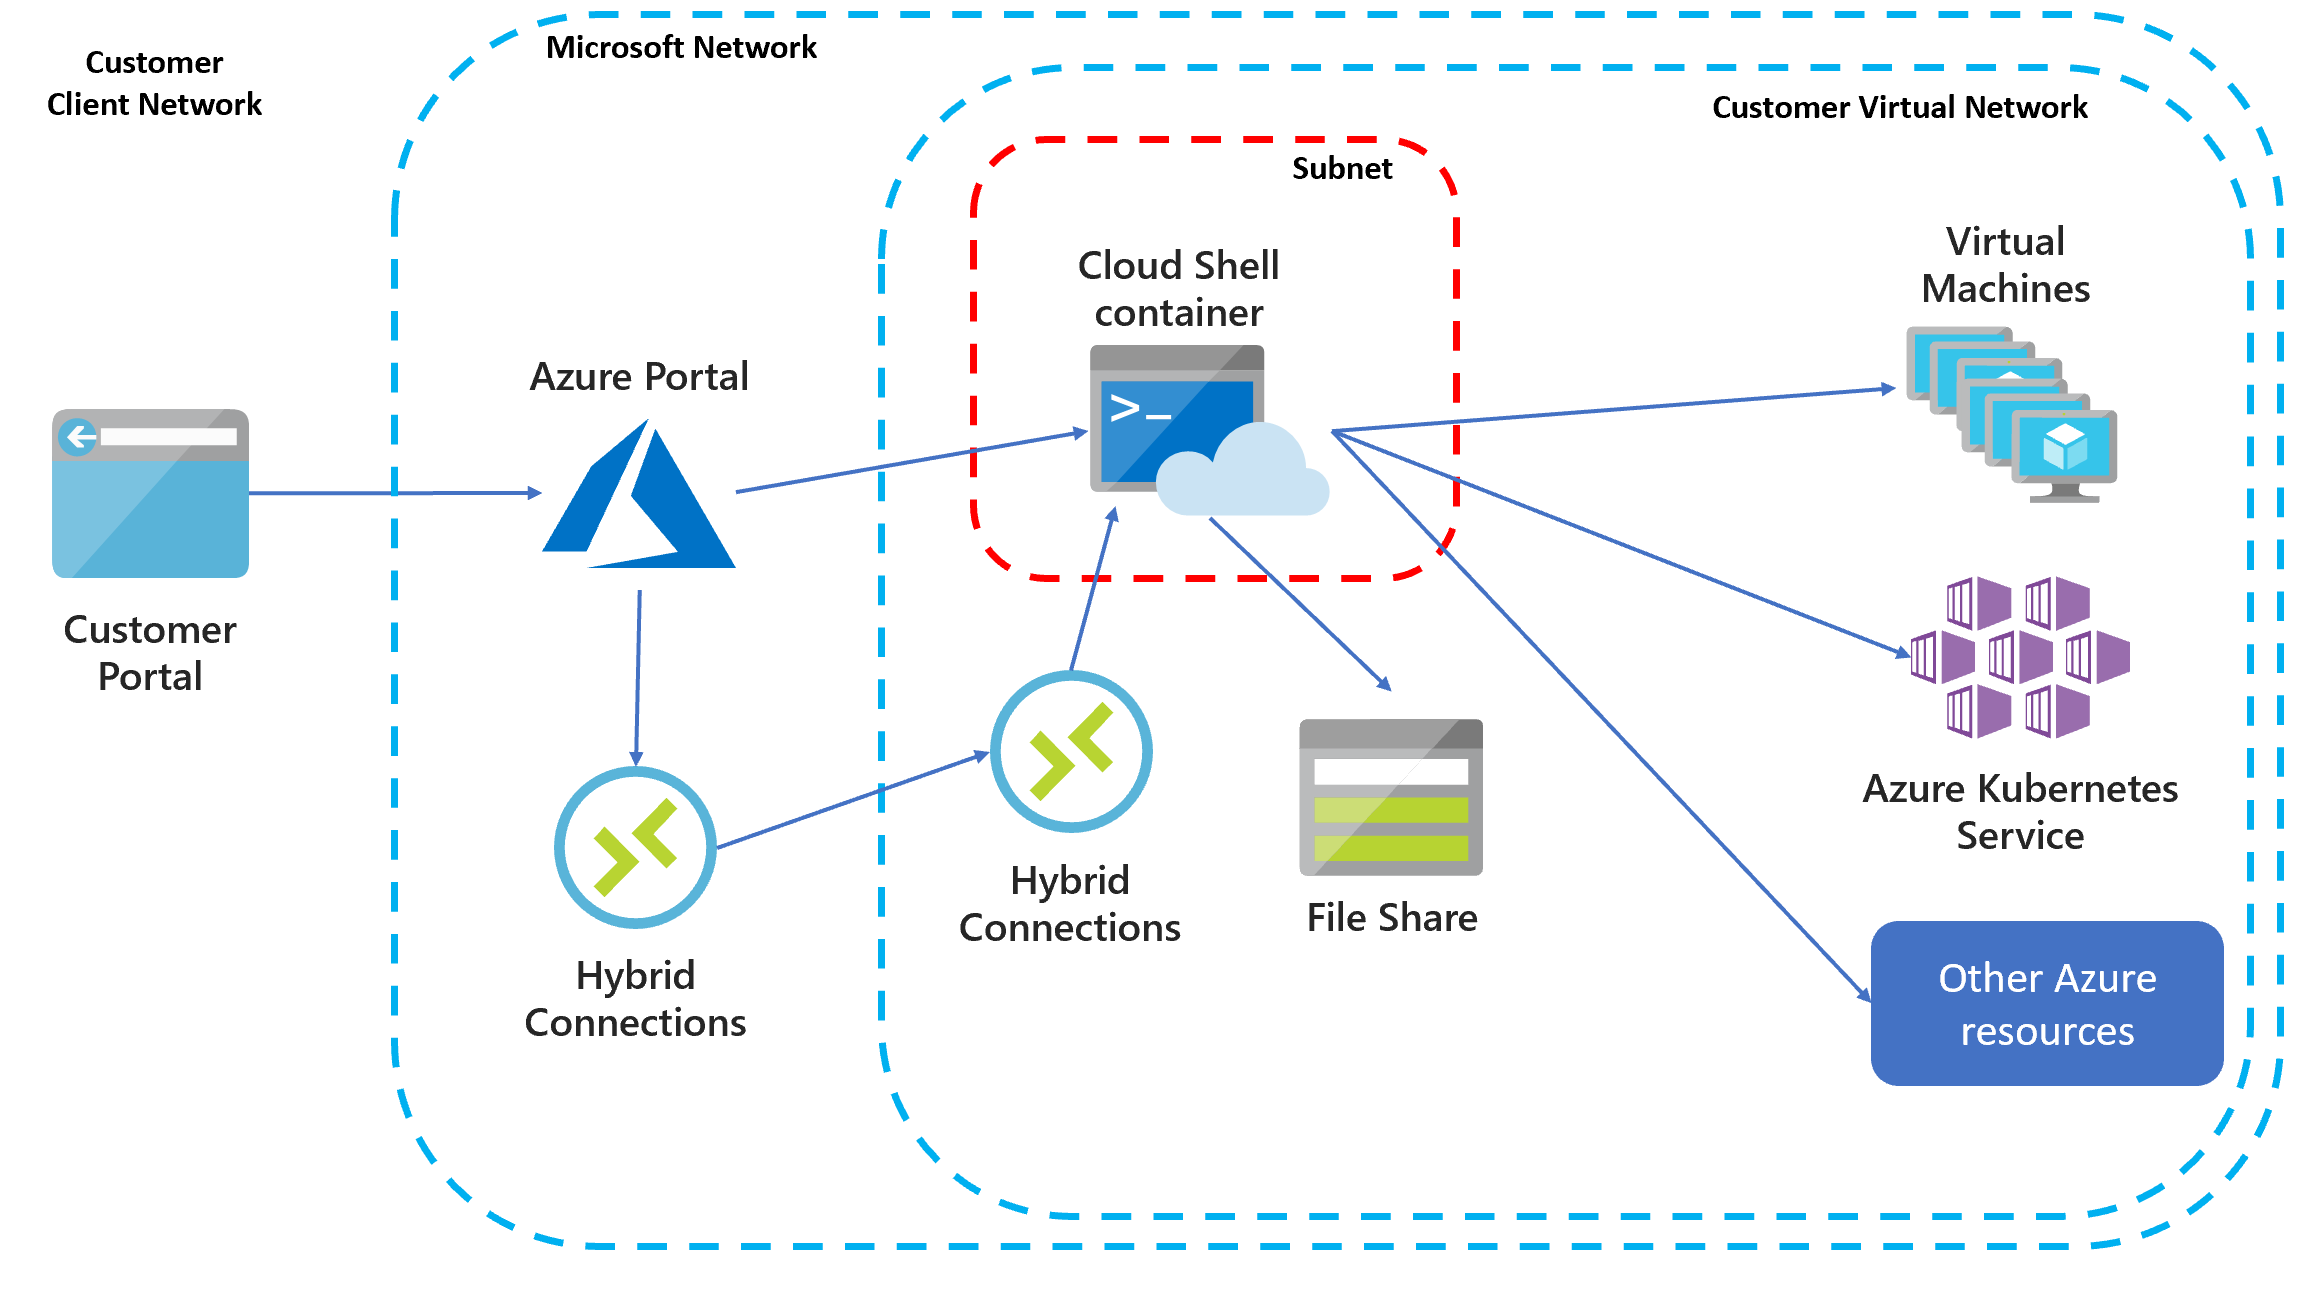 Customer
Client Network
Microsoft Network
Customer Virtual Network
Subnet
Cloud Shell
container
>_
Virtual
Machines
Azure Portal
Customer
Portal
Azure Kubernetes
Service
Hybrid
Connections
File Share
Hybrid
Connections
Other Azure
resources